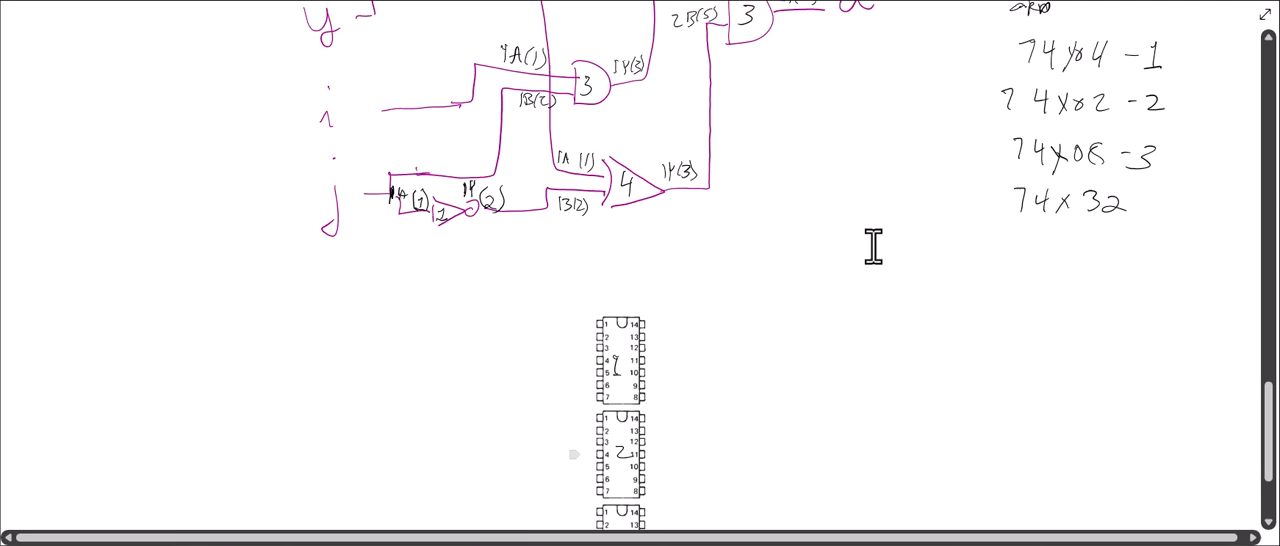 2B(5) 3
y
1A(1) 1Y(3)
3
1B(2)
i
1A(1) 1Y(3)
4
1B(2)
j
1A(1) 1 1Y(2)
74x04 -1
74x02 -2
74x08 -3
74x32
1 14
2 13
3 12
4 1 11
5 10
6 9
7 8
1 14
2 13
3 12
4 2 11
5 10
6 9
7 8
1 14
2 13